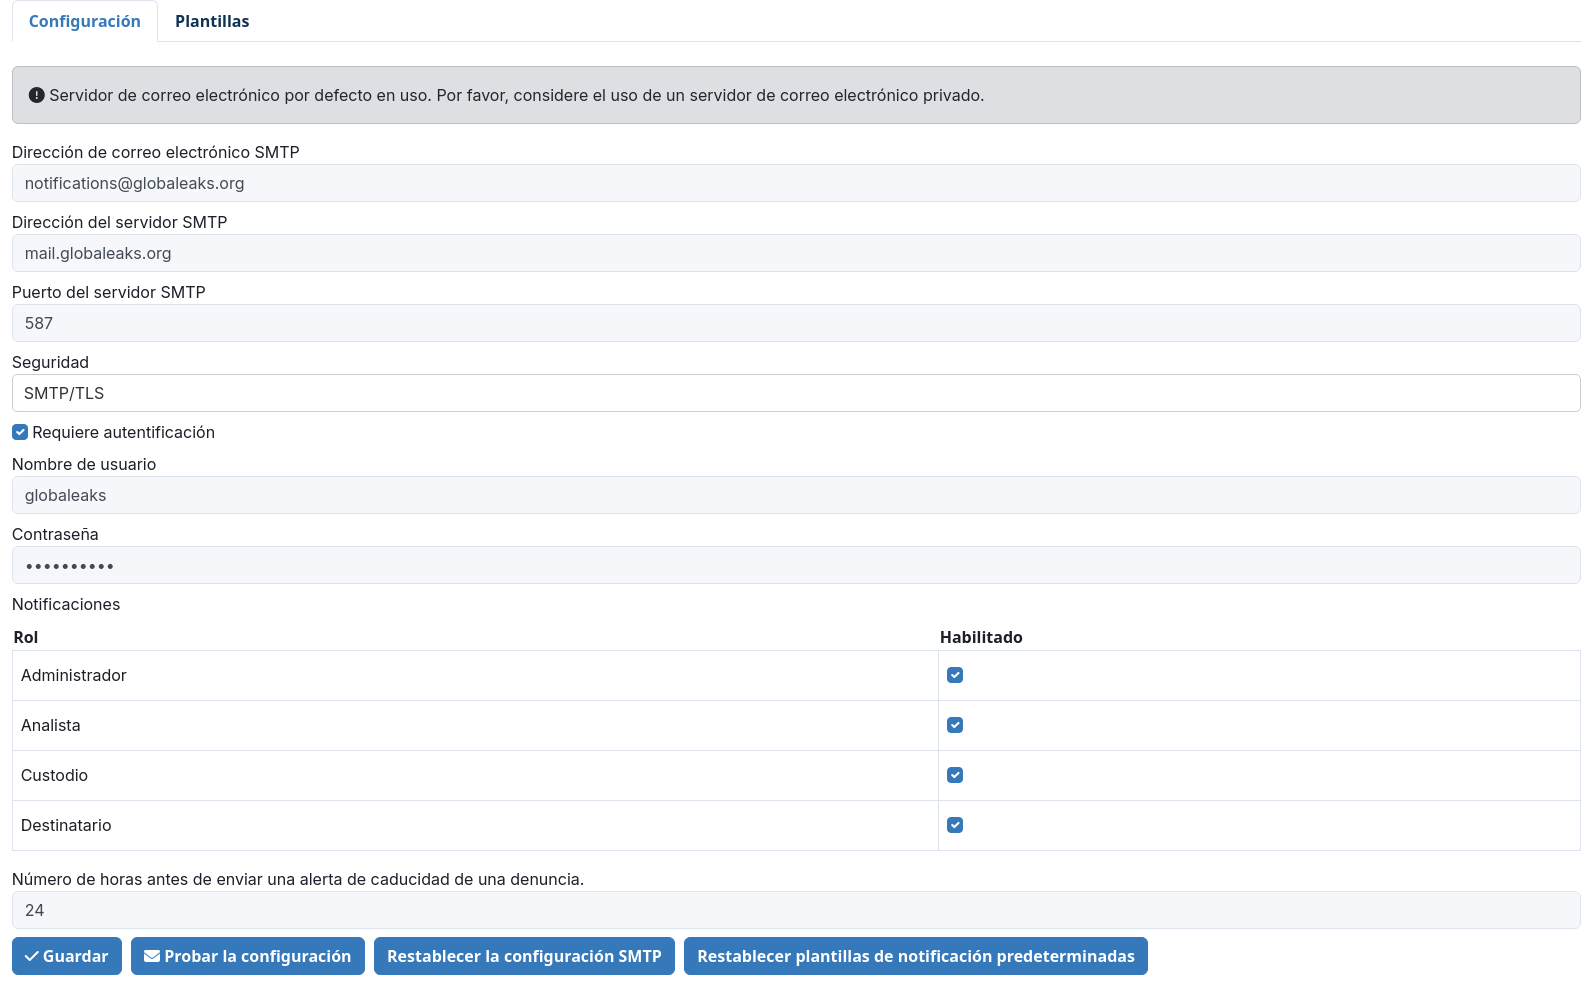 Configuración
Plantillas
Servidor de correo electrónico por defecto en uso. Por favor, considere el uso de un servidor de correo electrónico privado.
Dirección de correo electrónico SMTP
notifications@globaleaks.org
Dirección del servidor SMTP
mail.globaleaks.org
Puerto del servidor SMTP
587
Seguridad
SMTP/TLS
Requiere autentificación
Nombre de usuario
globaleaks
Contraseña
••••••••••
Notificaciones
Rol
Habilitado
Administrador
Analista
Custodio
Destinatario
Número de horas antes de enviar una alerta de caducidad de una denuncia.
24
Guardar
Probar la configuración
Restablecer la configuración SMTP
Restablecer plantillas de notificación predeterminadas